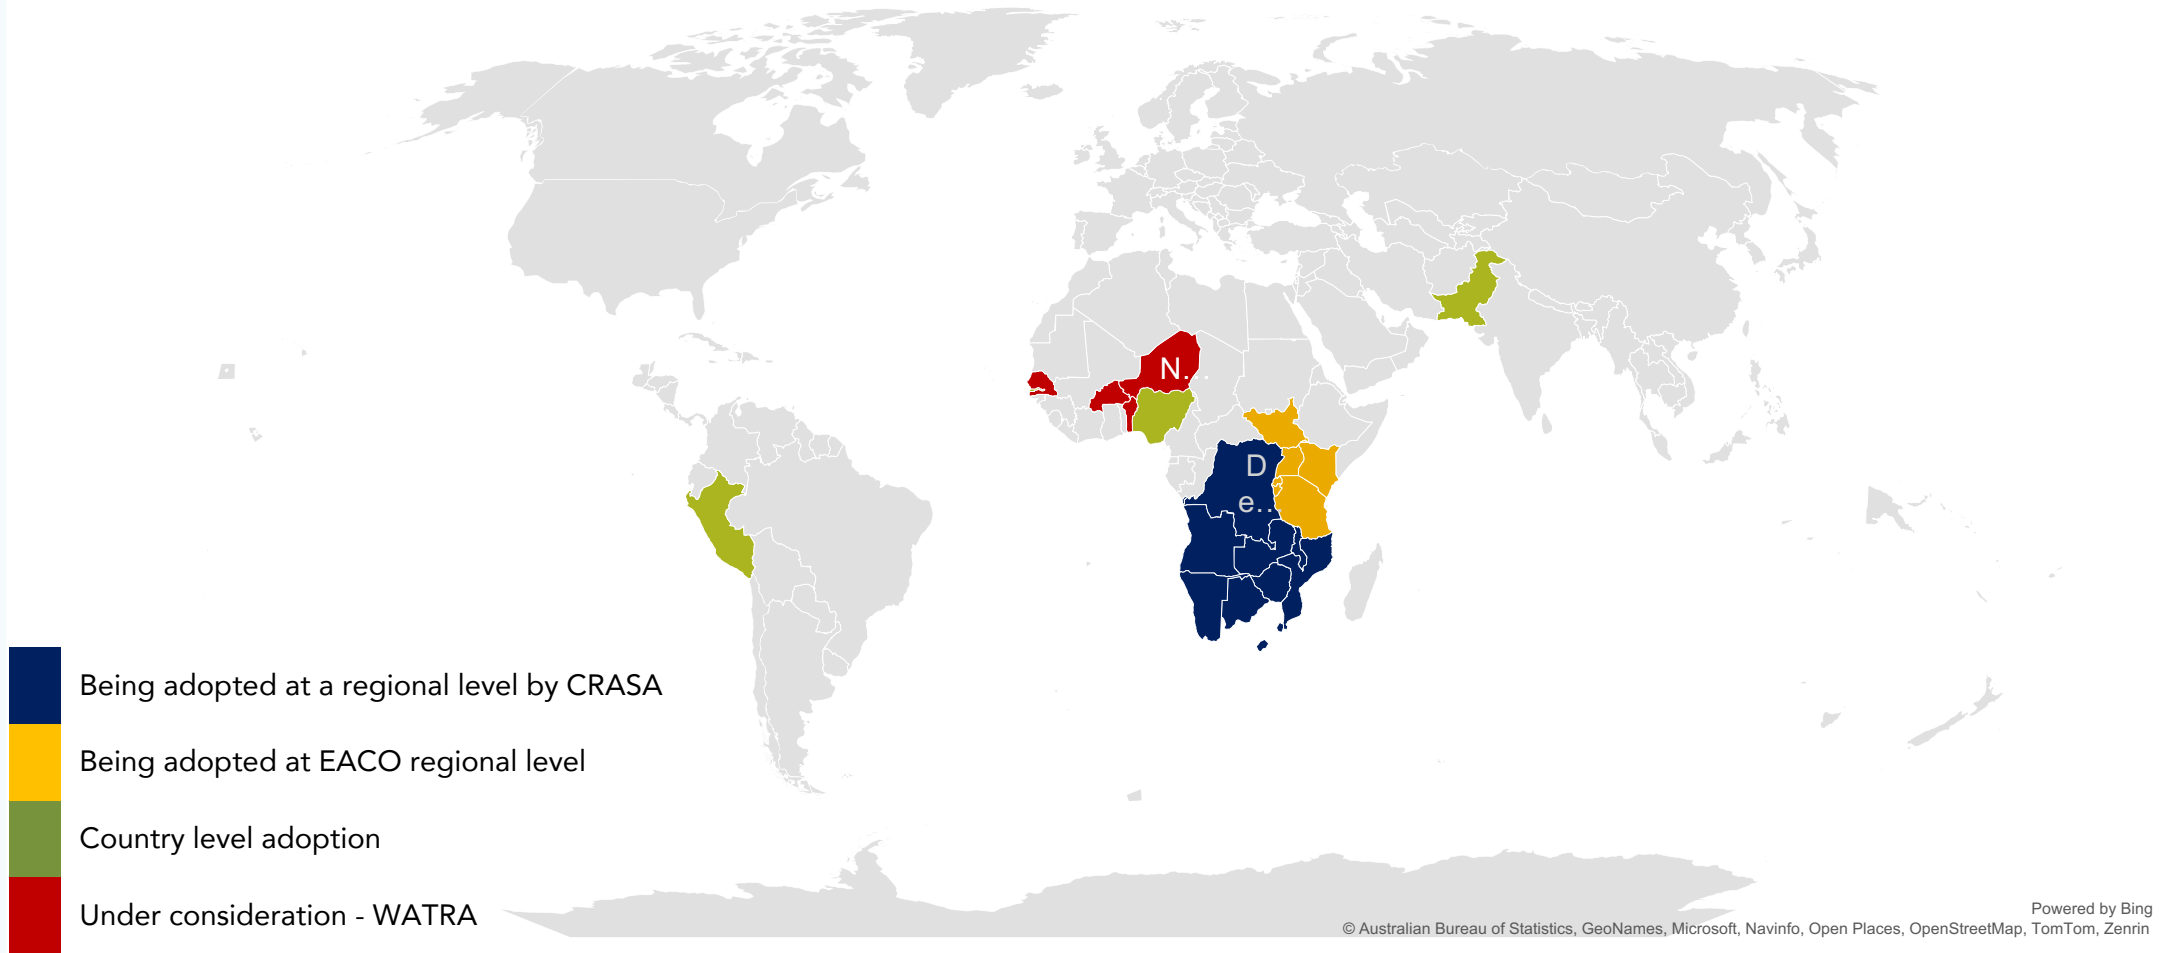 N...
D
e...
Being adopted at a regional level by CRASA
Being adopted at EACO regional level
Country level adoption
Under consideration - WATRA
Powered by Bing
© Australian Bureau of Statistics, GeoNames, Microsoft, Navinfo, Open Places, OpenStreetMap, TomTom, Zenrin